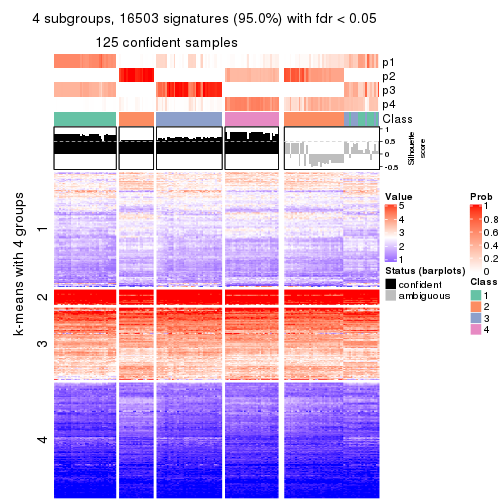 4 subgroups, 16503 signatures (95.0%) with fdr < 0.05
125 confident samples
p1
p2
p3
p4
Class
1
0.5
0
-0.5
Silhouette
score
k-means with 4 groups
1
2
3
4
Value
5
4
3
2
1
Status (barplots)
confident
ambiguous
Prob
1
0.8
0.6
0.4
0.2
0
Class
1
2
3
4